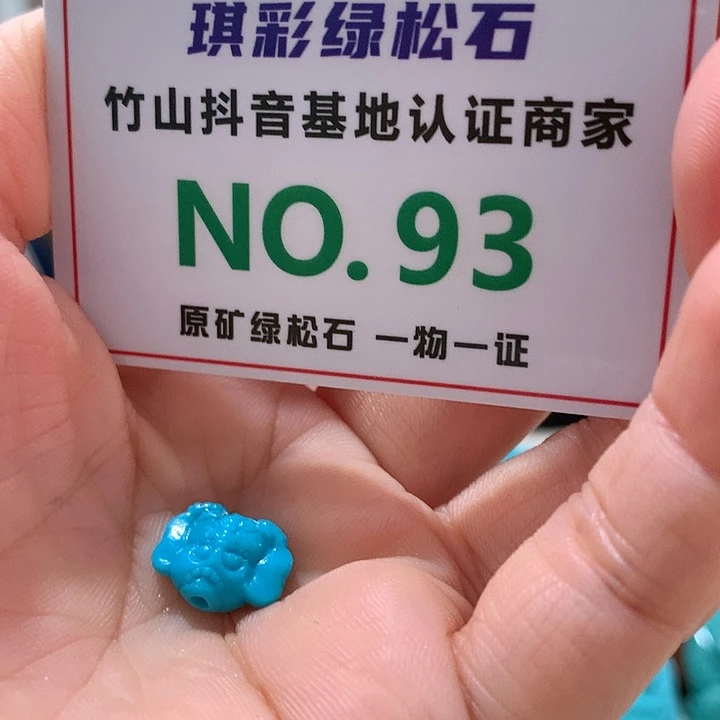 琪彩绿松石
竹山抖音基地认证商家
NO.93
原矿绿松石 一物一证